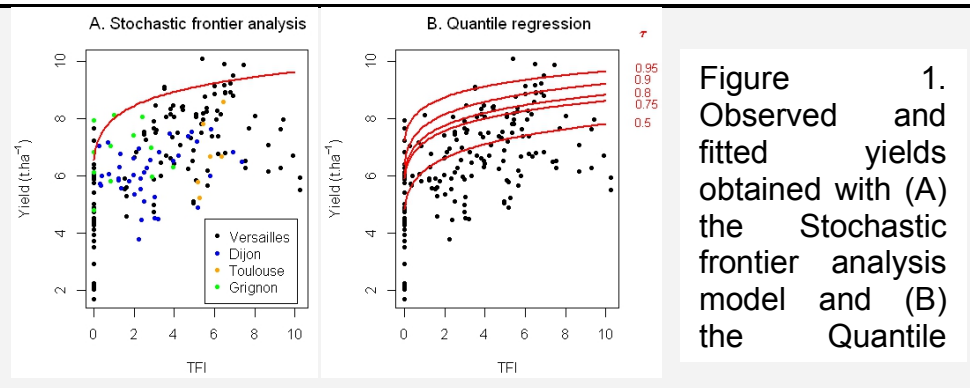 A. Stochastic frontier analysis
Yield (t.ha⁻¹)
10
8
6
4
2
0 2 4 6 8 10
TFI
Versailles
Dijon
Toulouse
Grignon
B. Quantile regression
τ
0.95
0.9
0.8
0.75
0.5
Yield (t.ha⁻¹)
10
8
6
4
2
0 2 4 6 8 10
TFI
Figure 1.
Observed and
fitted yields
obtained with (A)
the Stochastic
frontier analysis
model and (B)
the Quantile